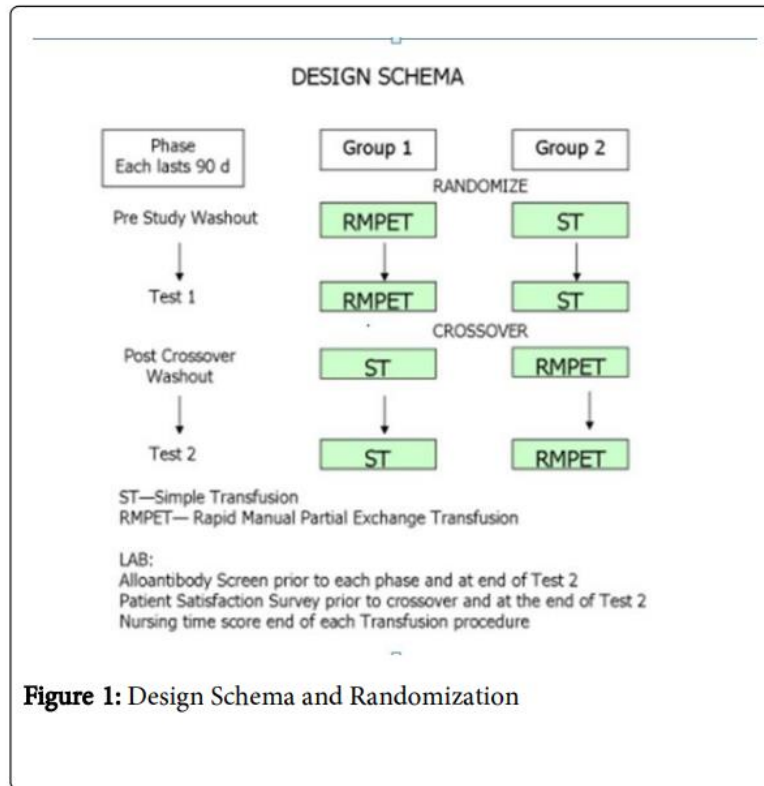 DESIGN SCHEMA
Phase
Each lasts 90 d
Group 1
Group 2
RANDOMIZE
Pre Study Washout
RMPET
ST
Test 1
RMPET
ST
CROSSOVER
Post Crossover
Washout
ST
RMPET
Test 2
ST
RMPET
ST—Simple Transfusion
RMPET— Rapid Manual Partial Exchange Transfusion
LAB:
Alloantibody Screen prior to each phase and at end of Test 2
Patient Satisfaction Survey prior to crossover and at the end of Test 2
Nursing time score end of each Transfusion procedure
Figure 1: Design Schema and Randomization